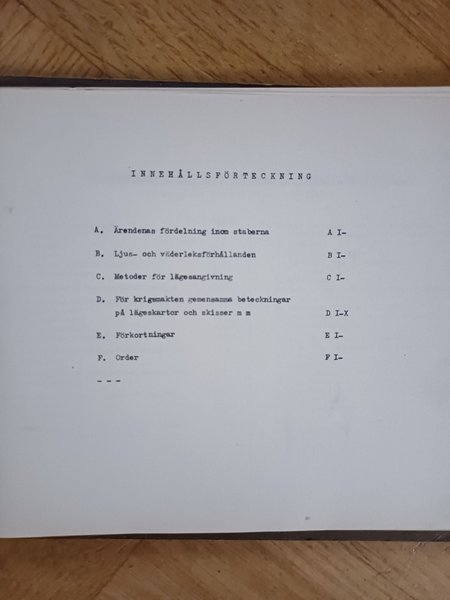 INNEHÅLLSFÖRTECKNING
A. Ärendenas fördelning inom staberna A I-
B. Ljus- och väderleksförhållanden B I-
C. Metoder för lägesangivning C I-
D. För krigsmakten gemensamma beteckningar
på lägeskartor och skisser m m D I-X
E. Förkortningar E I-
F. Order F I-
- - -